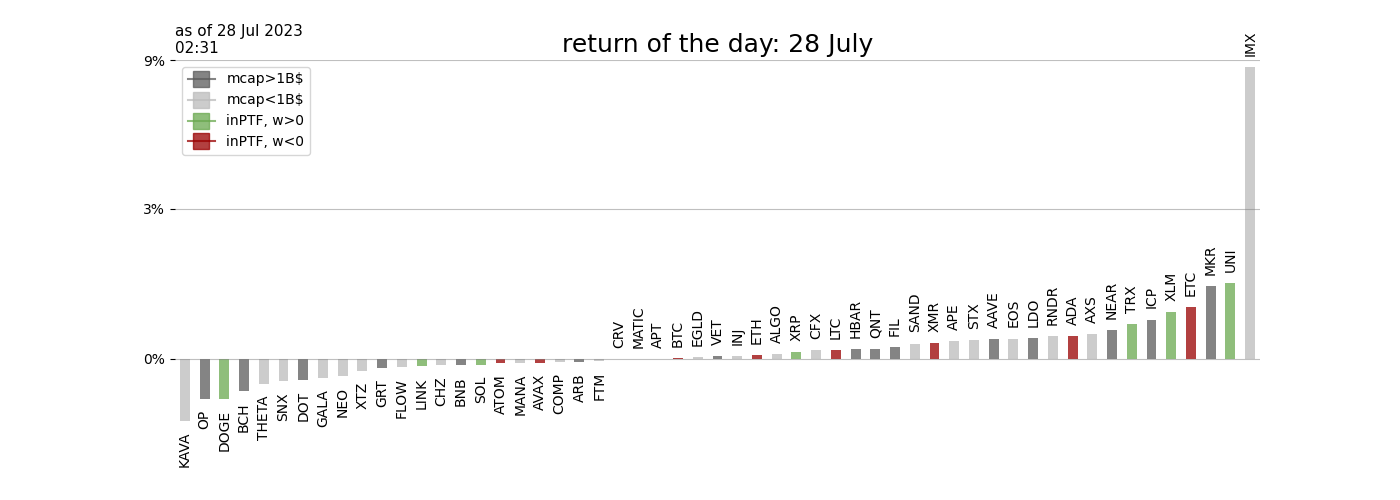 as of 28 Jul 2023
02:31
return of the day: 28 July
9%
3%
0%
mcap>1B$
mcap<1B$
inPTF, w>0
inPTF, w<0
KAVA
OP
DOGE
BCH
THETA
SNX
DOT
GALA
NEO
XTZ
GRT
FLOW
LINK
CHZ
BNB
SOL
ATOM
MANA
AVAX
COMP
ARB
FTM
CRV
MATIC
APT
BTC
EGLD
VET
INJ
ETH
ALGO
XRP
CFX
LTC
HBAR
QNT
FIL
SAND
XMR
APE
STX
AAVE
EOS
LDO
RNDR
ADA
AXS
NEAR
TRX
ICP
XLM
ETC
MKR
UNI
IMX